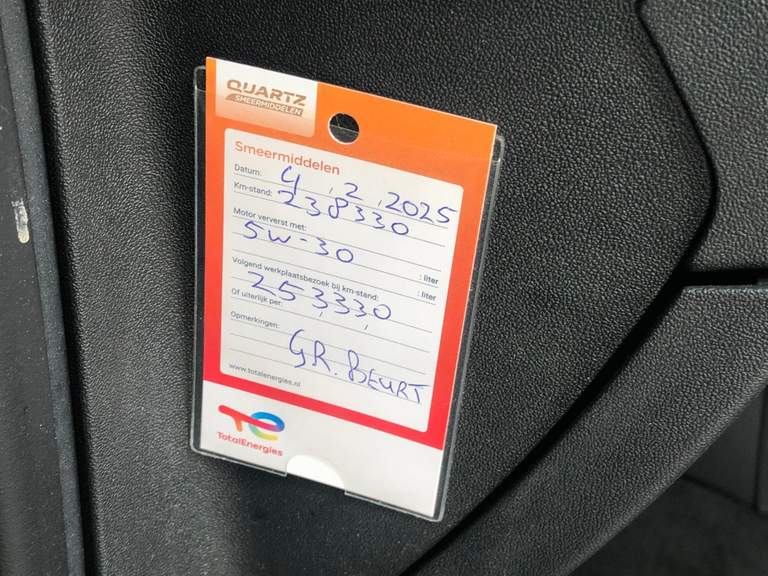 QUARTZ
SMEERMIDDELEN
Smeermiddelen
Datum: 4 , 2 , 2025
Km-stand: 238330
Motor ververst met:
5W-30 : liter
: liter
Volgend werkplaatsbezoek bij km-stand:
253330
Of uiterlijk per: , ,
Opmerkingen:
GR. BEURT
www.totalenergies.nl
TotalEnergies